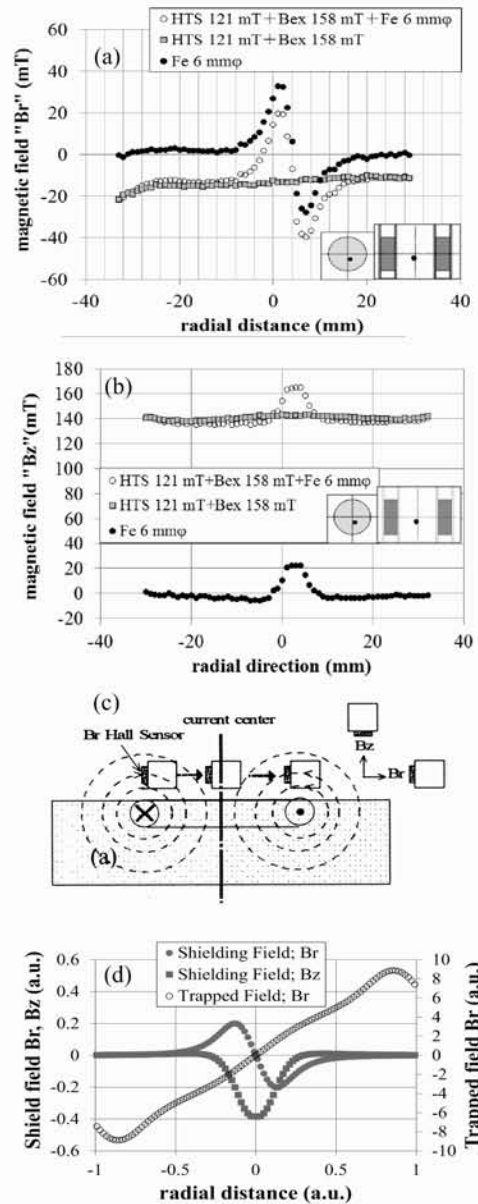 (a)
HTS 121 mT+Bex 158 mT+Fe 6 mmφ
HTS 121 mT+Bex 158 mT
Fe 6 mmφ
magnetic field "Br" (mT)
60
40
20
0
-20
-40
-60
-40
-20
0
20
40
radial distance (mm)
(b)
magnetic field "Bz"(mT)
180
160
140
120
100
80
60
40
20
0
-20
HTS 121 mT+Bex 158 mT+Fe 6 mmφ
HTS 121 mT+Bex 158 mT
Fe 6 mmφ
-40
-20
0
20
40
radial direction (mm)
(c)
current center
Br Hall Sensor
Bz
Br
(a)
(d)
Shielding Field; Br
Shielding Field; Bz
Trapped Field; Br
Shield field Br, Bz (a.u.)
0.6
0.4
0.2
0
-0.2
-0.4
-0.6
10
8
6
4
2
0
-2
-4
-6
-8
-10
Trapped field Br (a.u.)
-1
-0.5
0
0.5
1
radial distance (a.u.)